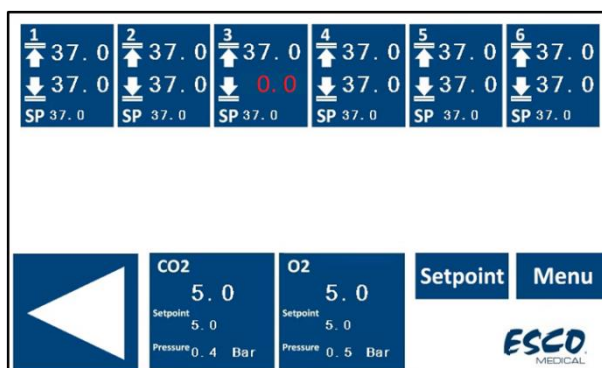 1 2 3 4 5 6
37.0 37.0 37.0 37.0 37.0 37.0
37.0 37.0 0.0 37.0 37.0 37.0
SP 37.0 SP 37.0 SP 37.0 SP 37.0 SP 37.0 SP 37.0
CO2
5.0
Setpoint
5.0
Pressure 0.4 Bar
O2
5.0
Setpoint
5.0
Pressure 0.5 Bar
Setpoint
Menu
ESCO
MEDICAL